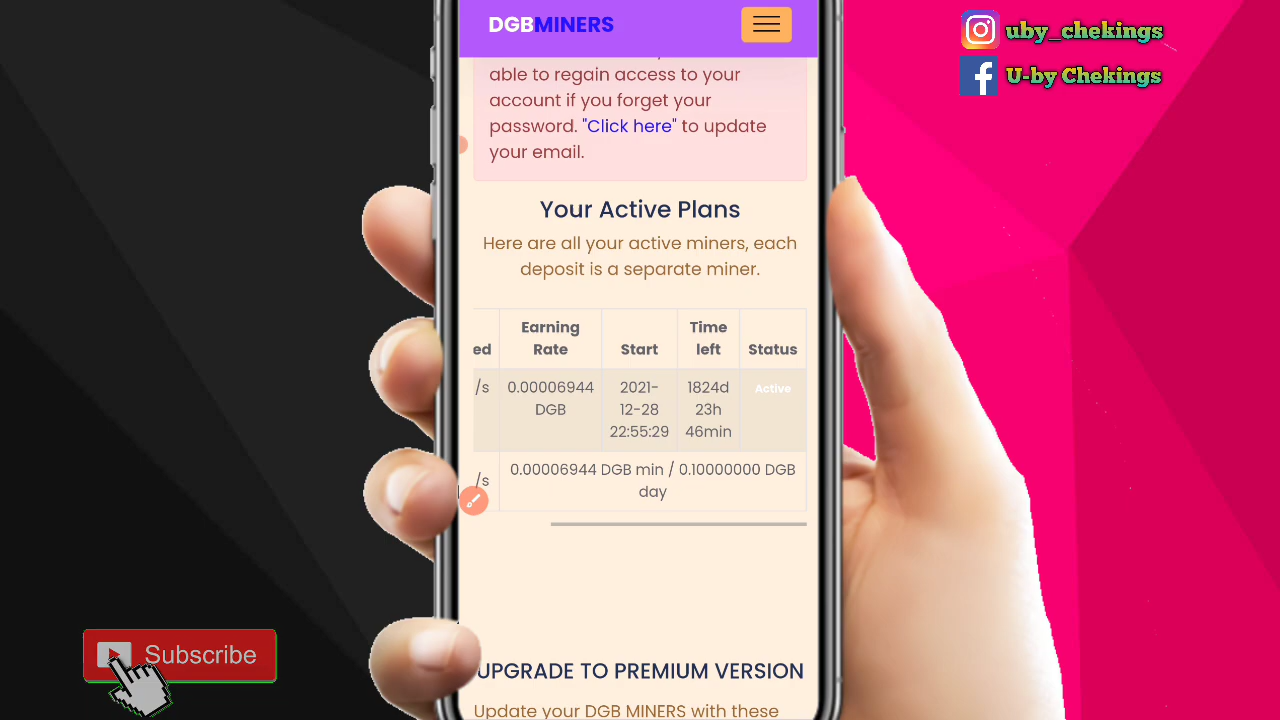 DGBMINERS
uby_chekings
U-by Chekings
able to regain access to your
account if you forget your
password. "Click here" to update
your email.
Your Active Plans
Here are all your active miners, each
deposit is a separate miner.
ed Earning Rate Start Time left Status
/s 0.00006944 DGB 2021-12-28 22:55:29 1824d 23h 46min Active
/s 0.00006944 DGB min / 0.10000000 DGB
day
Subscribe
UPGRADE TO PREMIUM VERSION
Update your DGB MINERS with these